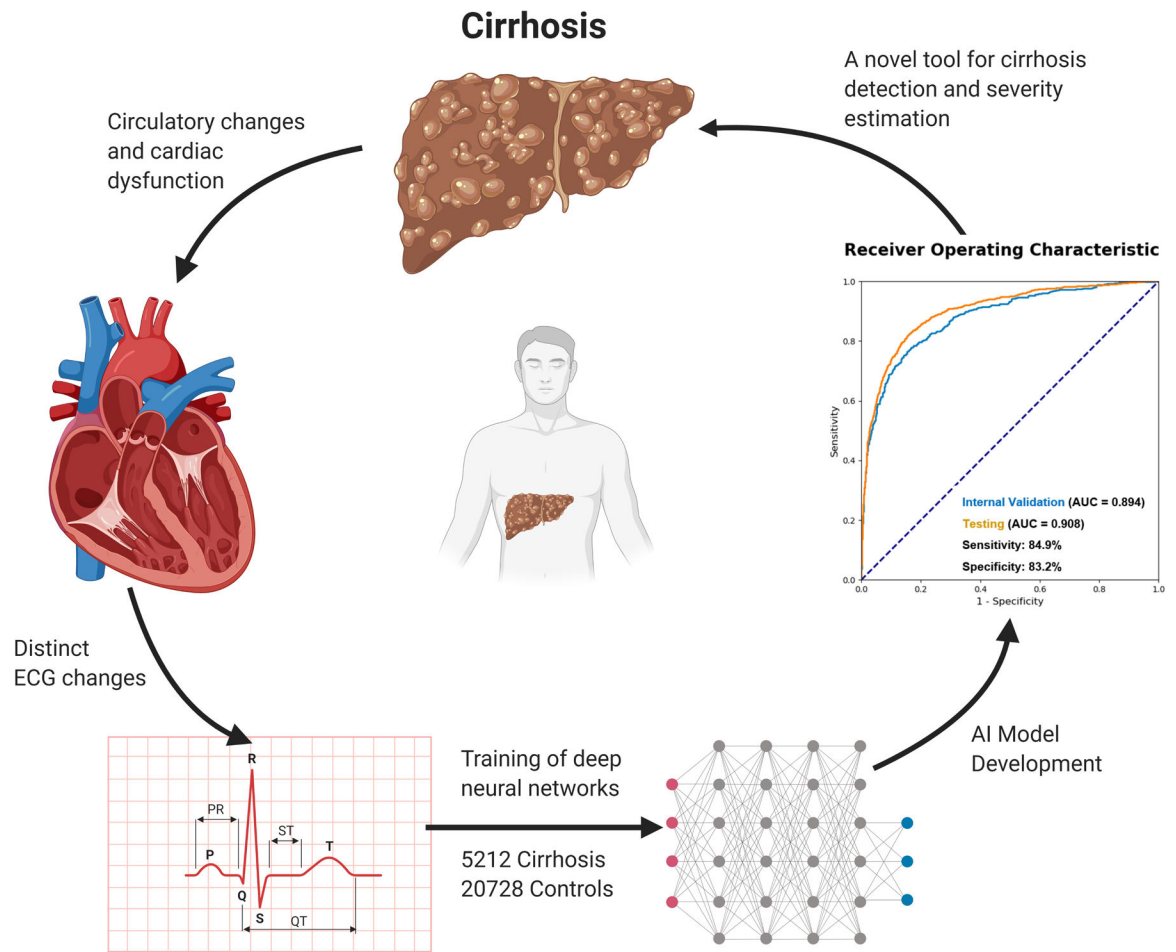 Cirrhosis
A novel tool for cirrhosis
detection and severity
estimation
Circulatory changes
and cardiac
dysfunction
Receiver Operating Characteristic
1.0
0.8
0.6
0.4
0.2
0.0
Sensitivity
Internal Validation (AUC = 0.894)
Testing (AUC = 0.908)
Sensitivity: 84.9%
Specificity: 83.2%
0.0 0.2 0.4 0.6 0.8 1.0
1 - Specificity
Distinct
ECG changes
R
PR
ST
P
T
Q
S
QT
Training of deep
neural networks
5212 Cirrhosis
20728 Controls
AI Model
Development